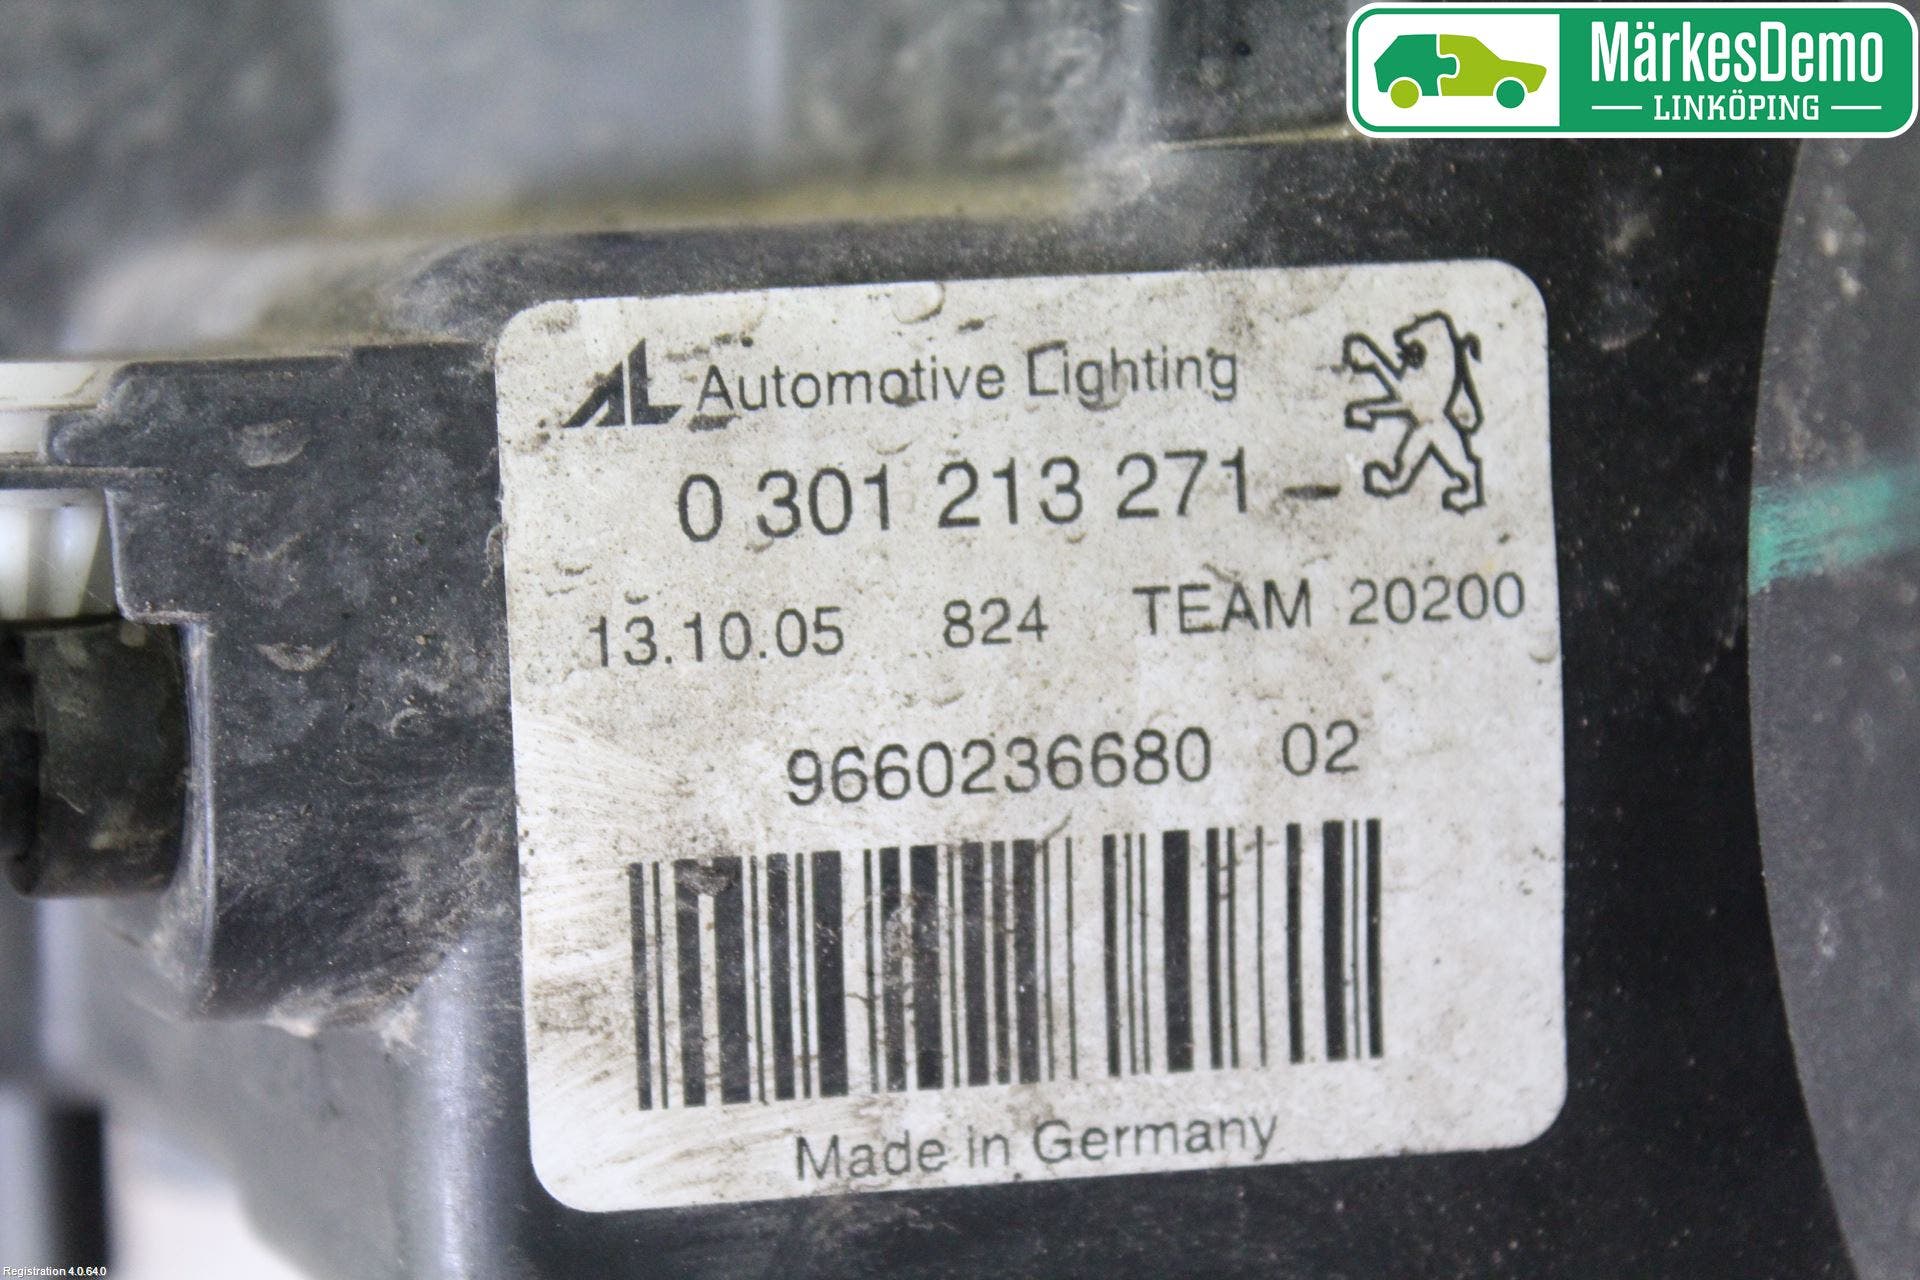 MärkesDemo
LINKÖPING
AL Automotive Lighting
0 301 213 271 -
13.10.05 824 TEAM 20200
9660236680 02
Made in Germany
Registration 4.0.64.0